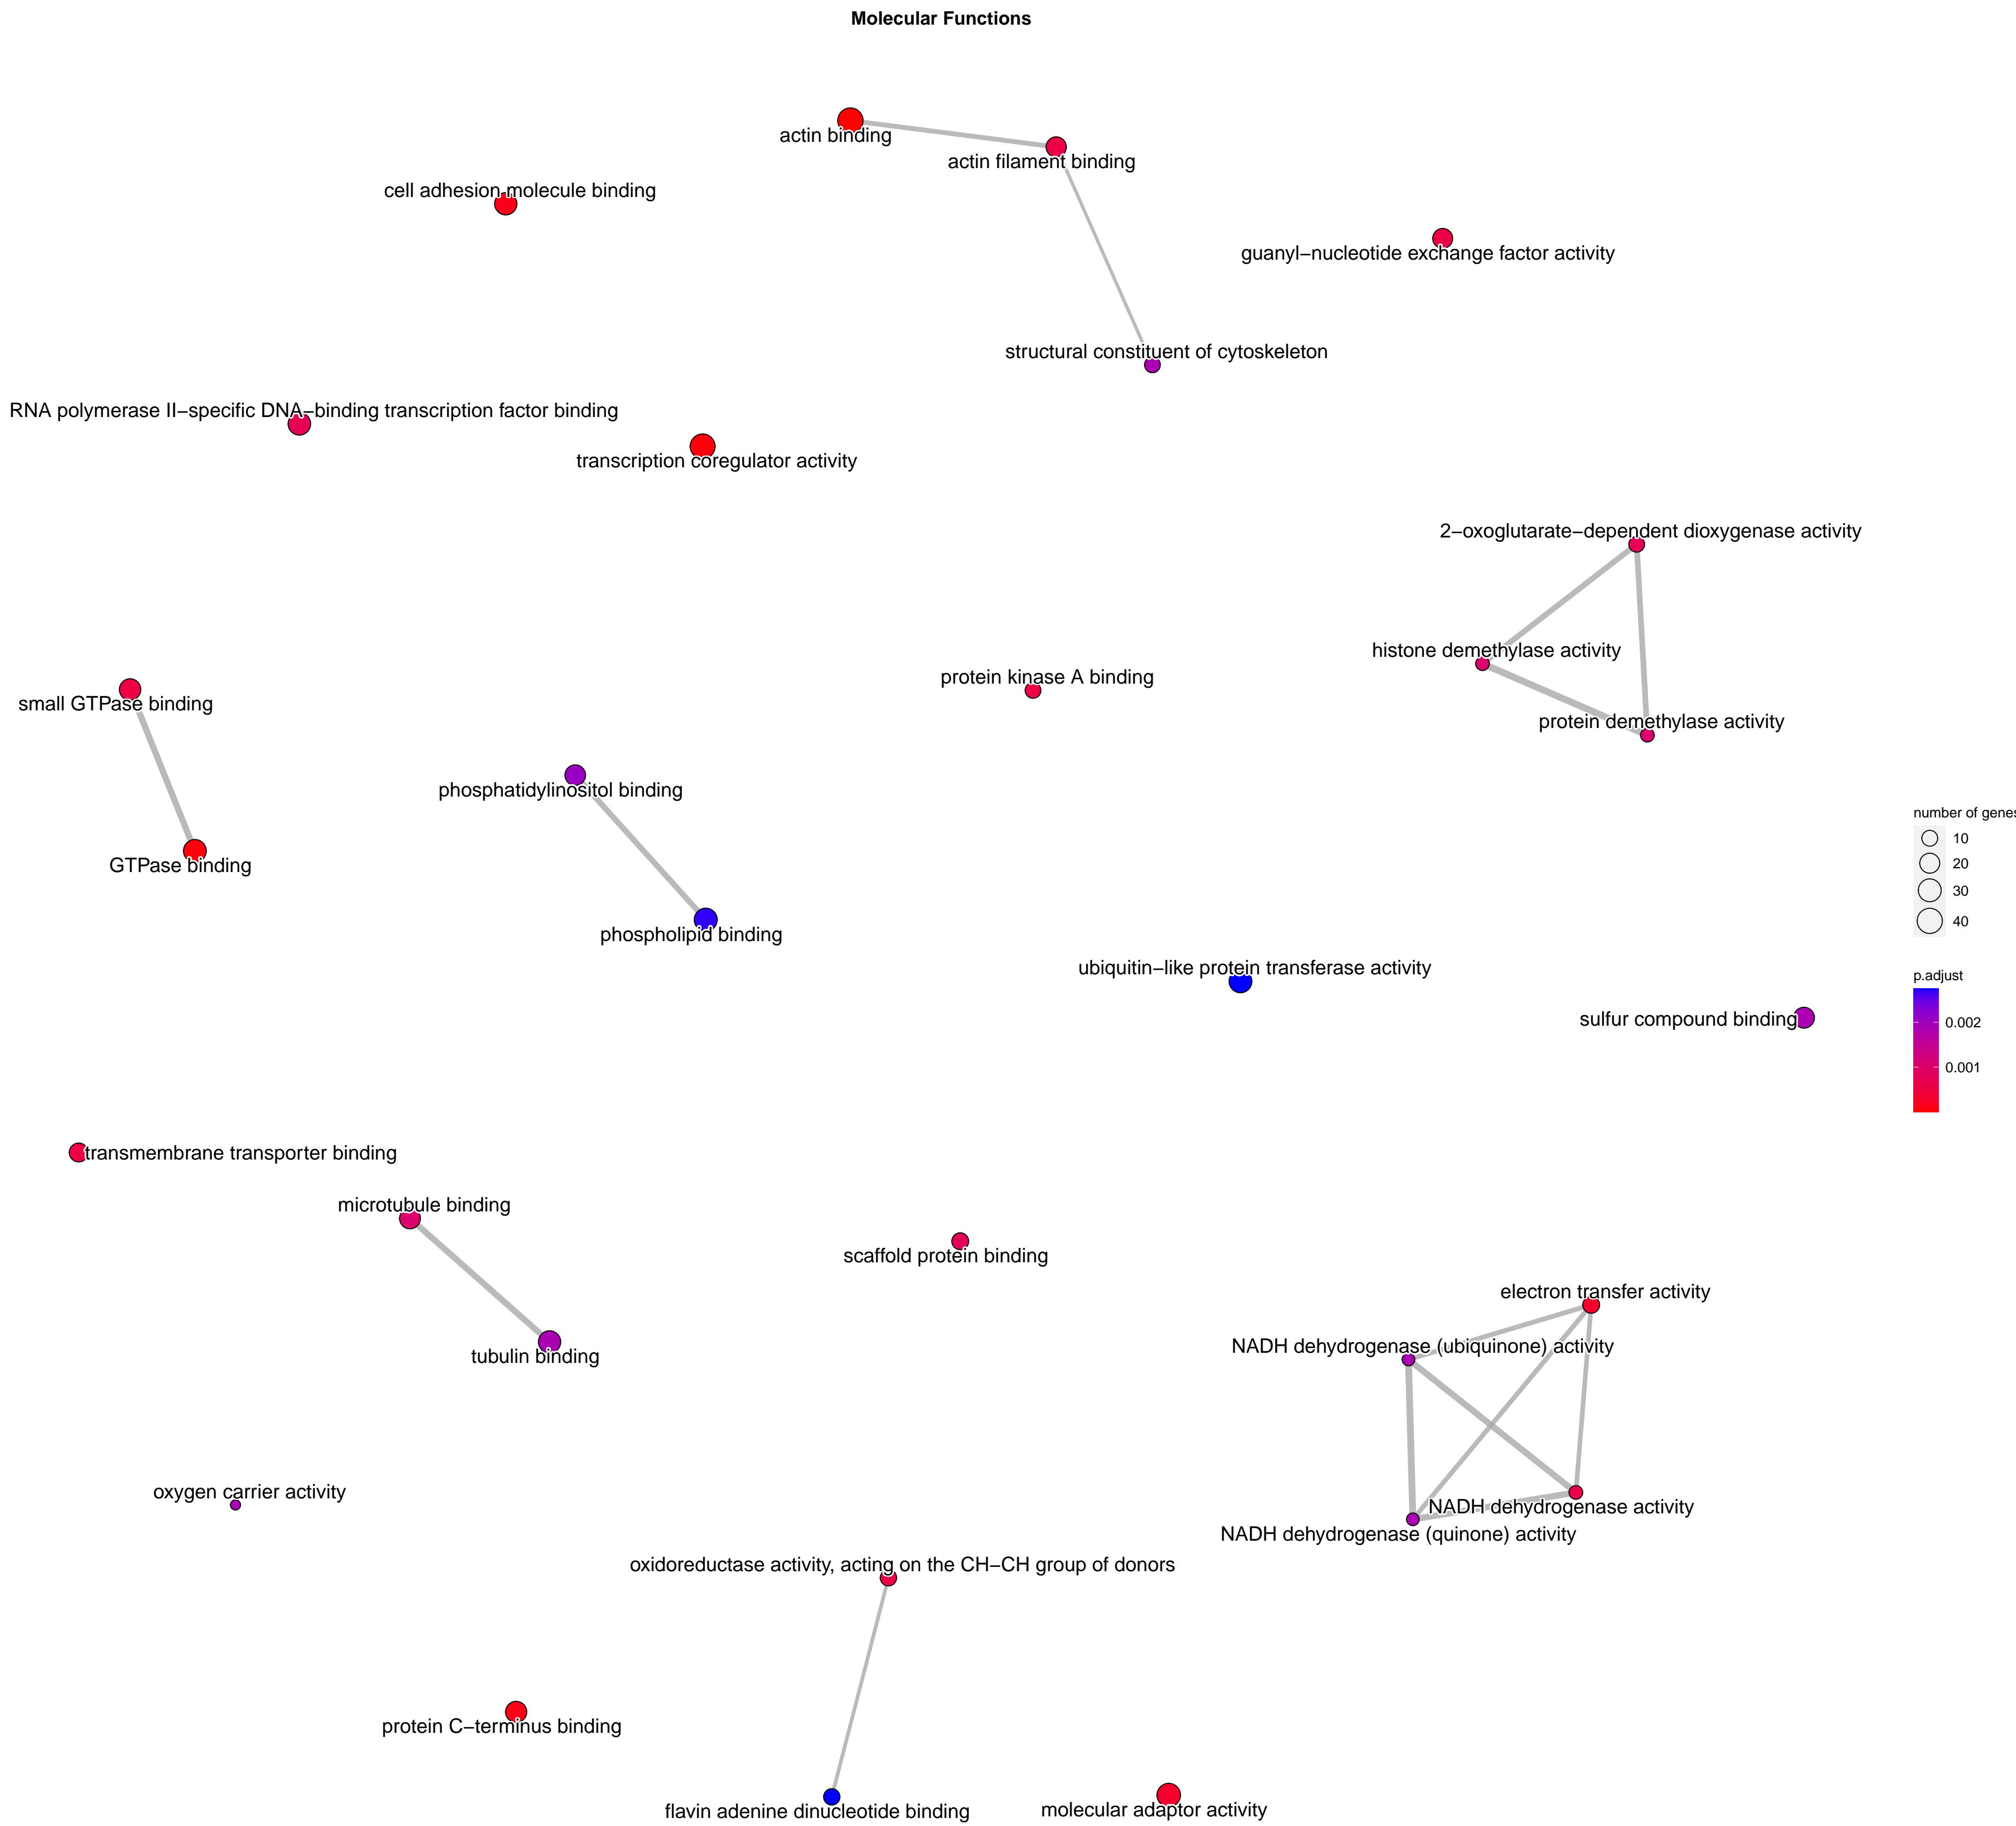 Molecular Functions
actin binding
actin filament binding
cell adhesion molecule binding
guanyl−nucleotide exchange factor activity
structural constituent of cytoskeleton
RNA polymerase II−specific DNA−binding transcription factor binding
transcription coregulator activity
2−oxoglutarate−dependent dioxygenase activity
histone demethylase activity
protein kinase A binding
small GTPase binding
protein demethylase activity
phosphatidylinositol binding
number of genes
10
GTPase binding
20
30
40
phospholipid binding
ubiquitin−like protein transferase activity
p.adjust
sulfur compound binding
0.002
0.001
transmembrane transporter binding
microtubule binding
scaffold protein binding
electron transfer activity
NADH dehydrogenase (ubiquinone) activity
tubulin binding
oxygen carrier activity
NADH dehydrogenase activity
NADH dehydrogenase (quinone) activity
oxidoreductase activity, acting on the CH−CH group of donors
protein C−terminus binding
flavin adenine dinucleotide binding
molecular adaptor activity